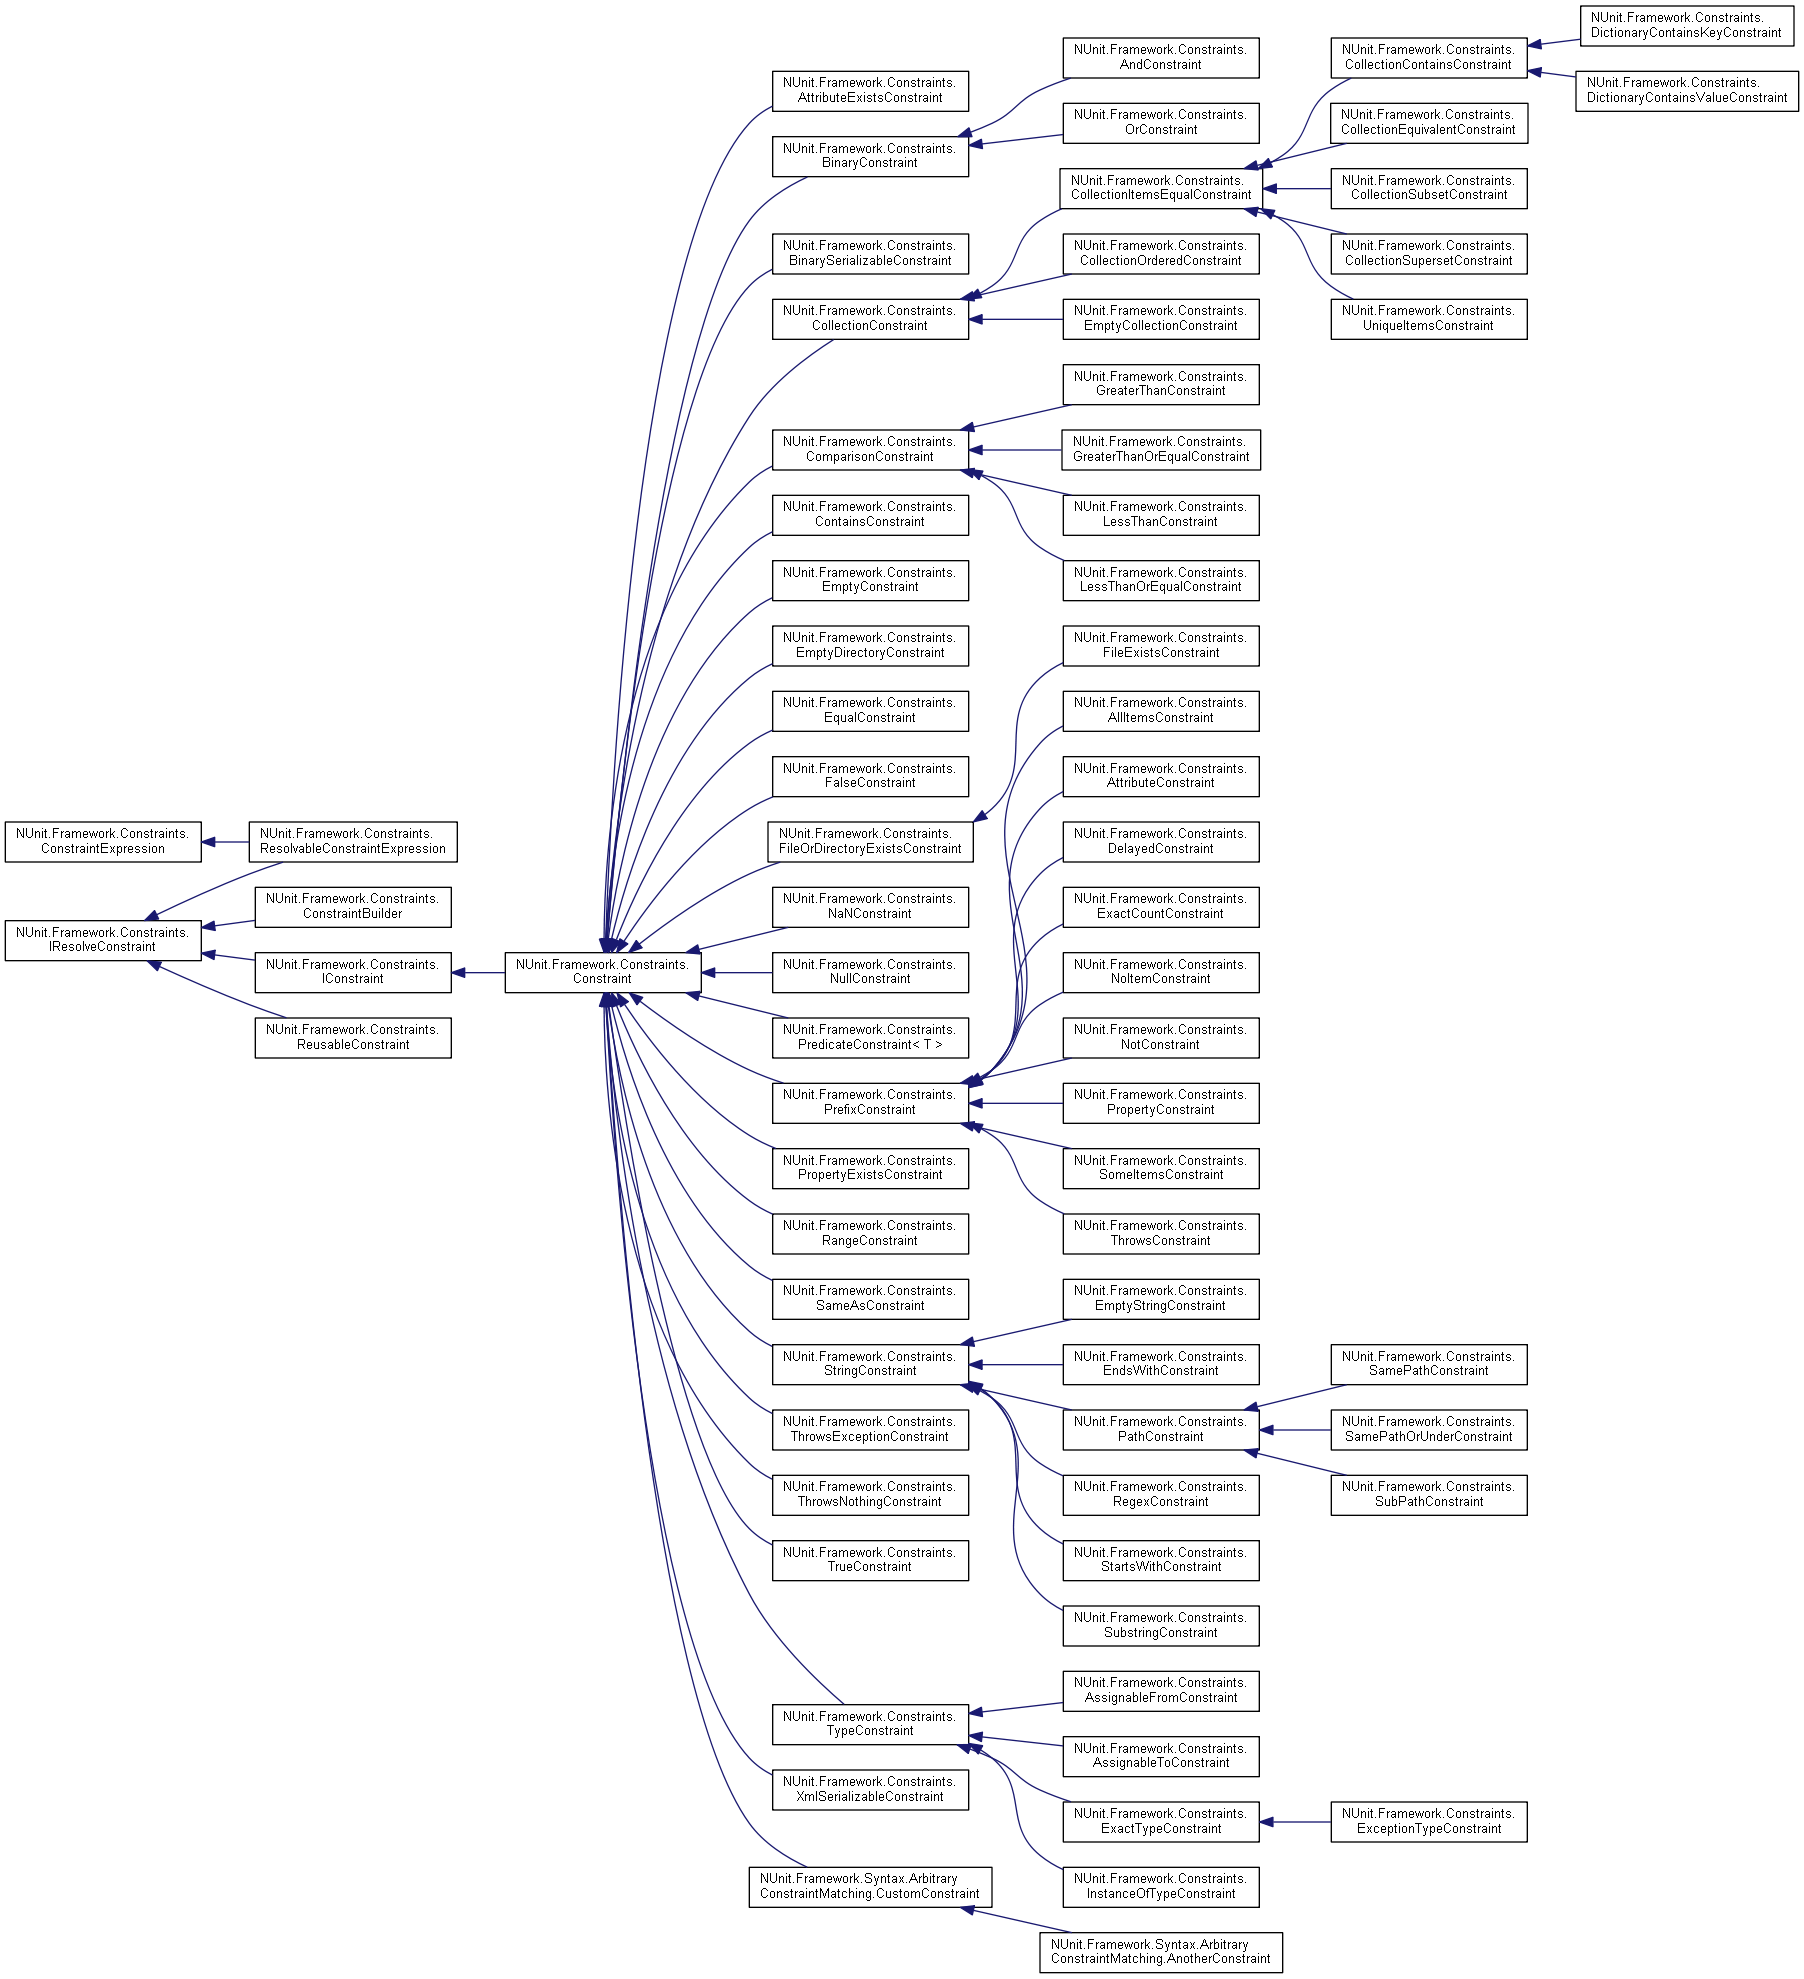 NUnit.Framework.Constraints.
ConstraintExpression
NUnit.Framework.Constraints.
IResolveConstraint
NUnit.Framework.Constraints.
ResolvableConstraintExpression
NUnit.Framework.Constraints.
ConstraintBuilder
NUnit.Framework.Constraints.
IConstraint
NUnit.Framework.Constraints.
ReusableConstraint
NUnit.Framework.Constraints.
Constraint
NUnit.Framework.Constraints.
AttributeExistsConstraint
NUnit.Framework.Constraints.
BinaryConstraint
NUnit.Framework.Constraints.
BinarySerializableConstraint
NUnit.Framework.Constraints.
CollectionConstraint
NUnit.Framework.Constraints.
ComparisonConstraint
NUnit.Framework.Constraints.
ContainsConstraint
NUnit.Framework.Constraints.
EmptyConstraint
NUnit.Framework.Constraints.
EmptyDirectoryConstraint
NUnit.Framework.Constraints.
EqualConstraint
NUnit.Framework.Constraints.
FalseConstraint
NUnit.Framework.Constraints.
FileOrDirectoryExistsConstraint
NUnit.Framework.Constraints.
NaNConstraint
NUnit.Framework.Constraints.
NullConstraint
NUnit.Framework.Constraints.
PredicateConstraint< T >
NUnit.Framework.Constraints.
PrefixConstraint
NUnit.Framework.Constraints.
PropertyExistsConstraint
NUnit.Framework.Constraints.
RangeConstraint
NUnit.Framework.Constraints.
SameAsConstraint
NUnit.Framework.Constraints.
StringConstraint
NUnit.Framework.Constraints.
ThrowsExceptionConstraint
NUnit.Framework.Constraints.
ThrowsNothingConstraint
NUnit.Framework.Constraints.
TrueConstraint
NUnit.Framework.Constraints.
TypeConstraint
NUnit.Framework.Constraints.
XmlSerializableConstraint
NUnit.Framework.Syntax.Arbitrary
ConstraintMatching.CustomConstraint
NUnit.Framework.Constraints.
AndConstraint
NUnit.Framework.Constraints.
OrConstraint
NUnit.Framework.Constraints.
CollectionItemsEqualConstraint
NUnit.Framework.Constraints.
CollectionOrderedConstraint
NUnit.Framework.Constraints.
EmptyCollectionConstraint
NUnit.Framework.Constraints.
GreaterThanConstraint
NUnit.Framework.Constraints.
GreaterThanOrEqualConstraint
NUnit.Framework.Constraints.
LessThanConstraint
NUnit.Framework.Constraints.
LessThanOrEqualConstraint
NUnit.Framework.Constraints.
FileExistsConstraint
NUnit.Framework.Constraints.
AllItemsConstraint
NUnit.Framework.Constraints.
AttributeConstraint
NUnit.Framework.Constraints.
DelayedConstraint
NUnit.Framework.Constraints.
ExactCountConstraint
NUnit.Framework.Constraints.
NoItemConstraint
NUnit.Framework.Constraints.
NotConstraint
NUnit.Framework.Constraints.
PropertyConstraint
NUnit.Framework.Constraints.
SomeItemsConstraint
NUnit.Framework.Constraints.
ThrowsConstraint
NUnit.Framework.Constraints.
EmptyStringConstraint
NUnit.Framework.Constraints.
EndsWithConstraint
NUnit.Framework.Constraints.
PathConstraint
NUnit.Framework.Constraints.
RegexConstraint
NUnit.Framework.Constraints.
StartsWithConstraint
NUnit.Framework.Constraints.
SubstringConstraint
NUnit.Framework.Constraints.
AssignableFromConstraint
NUnit.Framework.Constraints.
AssignableToConstraint
NUnit.Framework.Constraints.
ExactTypeConstraint
NUnit.Framework.Constraints.
InstanceOfTypeConstraint
NUnit.Framework.Syntax.Arbitrary
ConstraintMatching.AnotherConstraint
NUnit.Framework.Constraints.
CollectionContainsConstraint
NUnit.Framework.Constraints.
CollectionEquivalentConstraint
NUnit.Framework.Constraints.
CollectionSubsetConstraint
NUnit.Framework.Constraints.
CollectionSupersetConstraint
NUnit.Framework.Constraints.
UniqueItemsConstraint
NUnit.Framework.Constraints.
SamePathConstraint
NUnit.Framework.Constraints.
SamePathOrUnderConstraint
NUnit.Framework.Constraints.
SubPathConstraint
NUnit.Framework.Constraints.
ExceptionTypeConstraint
NUnit.Framework.Constraints.
DictionaryContainsKeyConstraint
NUnit.Framework.Constraints.
DictionaryContainsValueConstraint